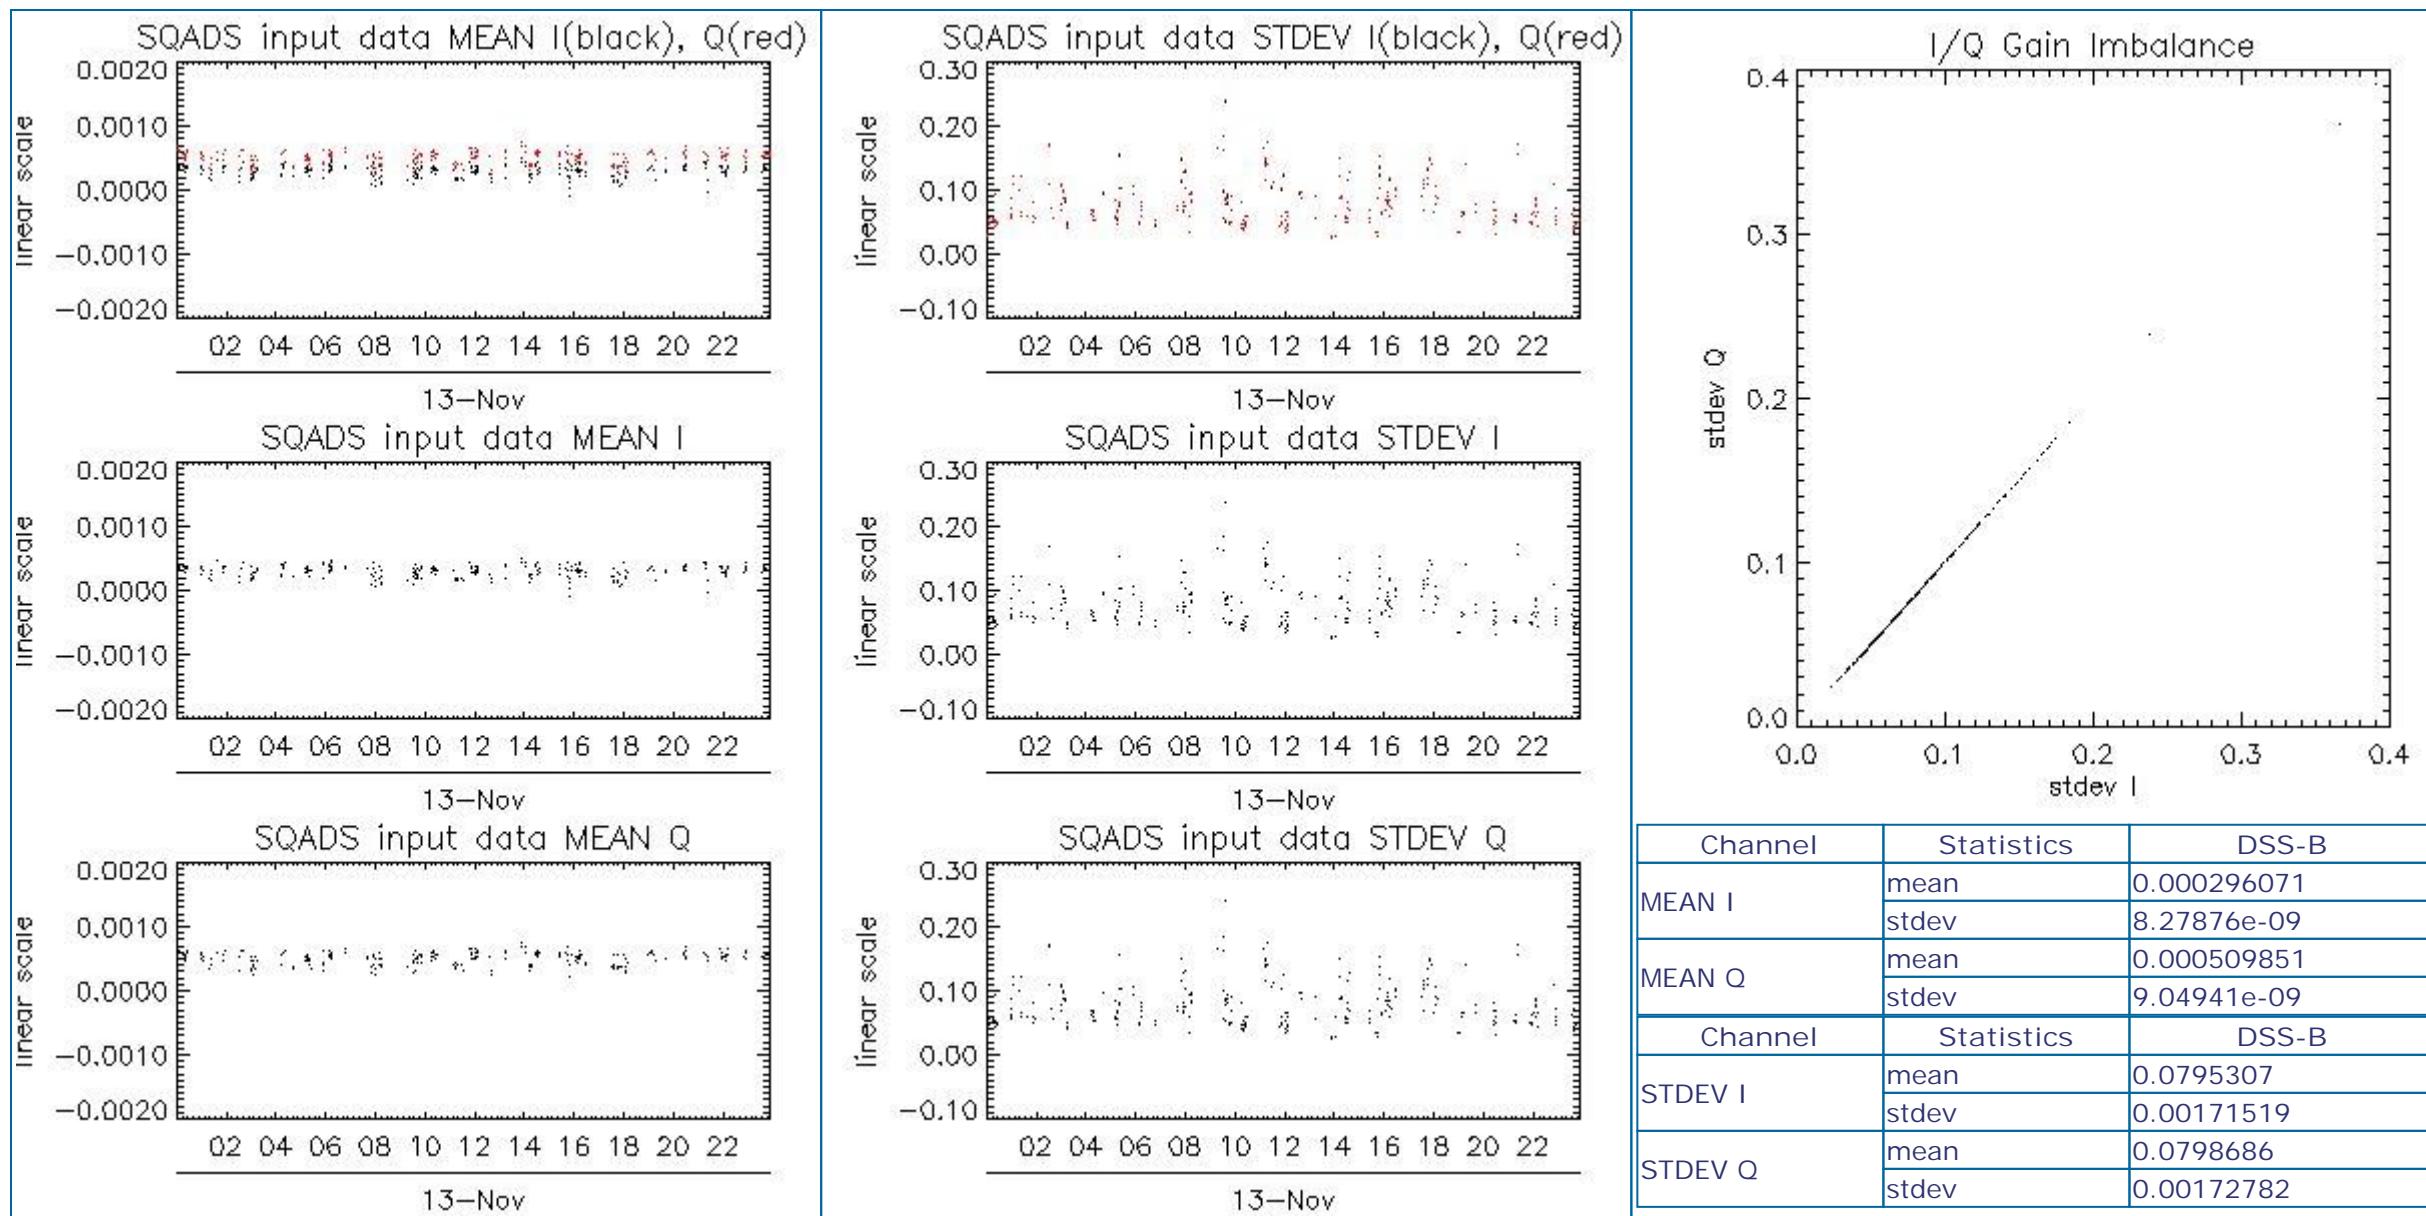 SQADS input data MEAN I(black), Q(red)
0.0020
0.0010
0.0000
−0.0010
−0.0020
linear scale
02 04 06 08 10 12 14 16 18 20 22
13−Nov
SQADS input data MEAN I
0.0020
0.0010
0.0000
−0.0010
−0.0020
linear scale
02 04 06 08 10 12 14 16 18 20 22
13−Nov
SQADS input data MEAN Q
0.0020
0.0010
0.0000
−0.0010
−0.0020
linear scale
02 04 06 08 10 12 14 16 18 20 22
13−Nov
SQADS input data STDEV I(black), Q(red)
0.30
0.20
0.10
0.00
−0.10
linear scale
02 04 06 08 10 12 14 16 18 20 22
13−Nov
SQADS input data STDEV I
0.30
0.20
0.10
0.00
−0.10
linear scale
02 04 06 08 10 12 14 16 18 20 22
13−Nov
SQADS input data STDEV Q
0.30
0.20
0.10
0.00
−0.10
linear scale
02 04 06 08 10 12 14 16 18 20 22
13−Nov
I/Q Gain Imbalance
0.4
0.3
0.2
0.1
0.0
stdev Q
0.0 0.1 0.2 0.3 0.4
stdev I
Channel Statistics DSS-B
MEAN I mean 0.000296071
stdev 8.27876e-09
MEAN Q mean 0.000509851
stdev 9.04941e-09
Channel Statistics DSS-B
STDEV I mean 0.0795307
stdev 0.00171519
STDEV Q mean 0.0798686
stdev 0.00172782